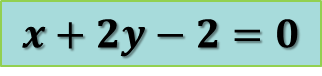 x + 2y − 2 = 0